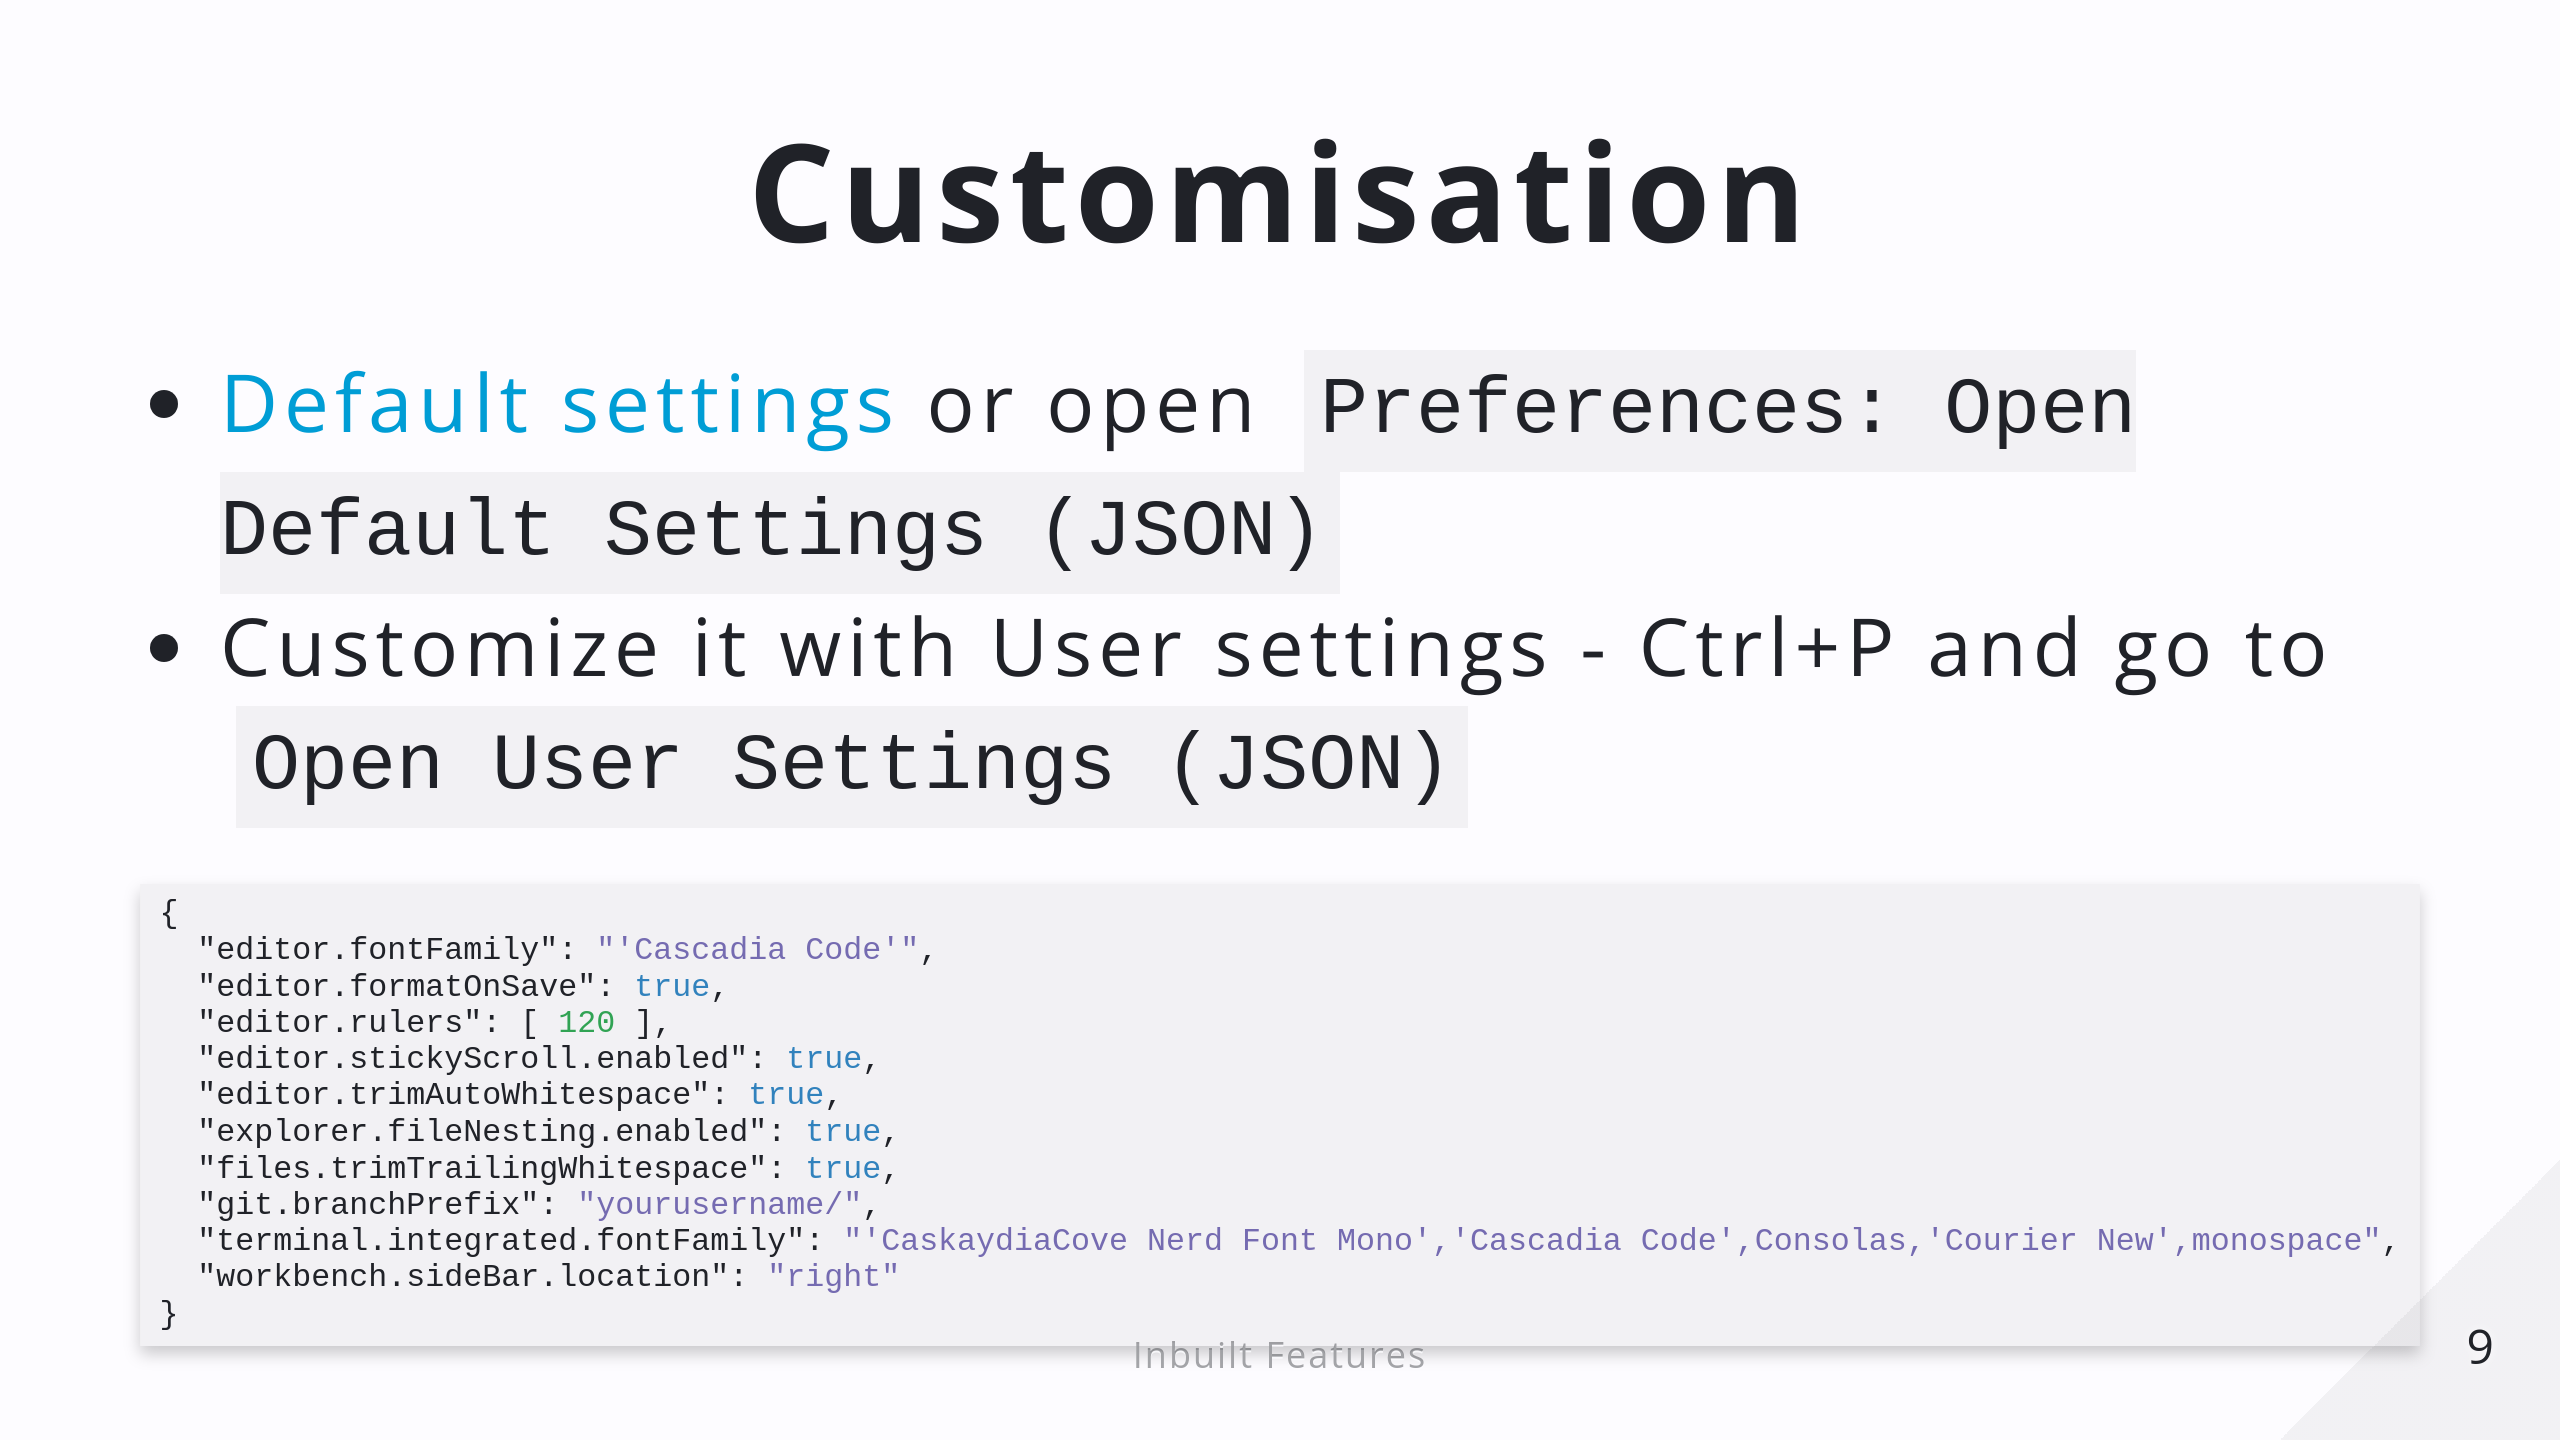 Customisation
• Default settings or open Preferences: Open
Default Settings (JSON)
• Customize it with User settings - Ctrl+P and go to
Open User Settings (JSON)
{
  "editor.fontFamily": "'Cascadia Code'",
  "editor.formatOnSave": true,
  "editor.rulers": [ 120 ],
  "editor.stickyScroll.enabled": true,
  "editor.trimAutoWhitespace": true,
  "explorer.fileNesting.enabled": true,
  "files.trimTrailingWhitespace": true,
  "git.branchPrefix": "yourusername/",
  "terminal.integrated.fontFamily": "'CaskaydiaCove Nerd Font Mono','Cascadia Code',Consolas,'Courier New',monospace",
  "workbench.sideBar.location": "right"
}
Inbuilt Features
9